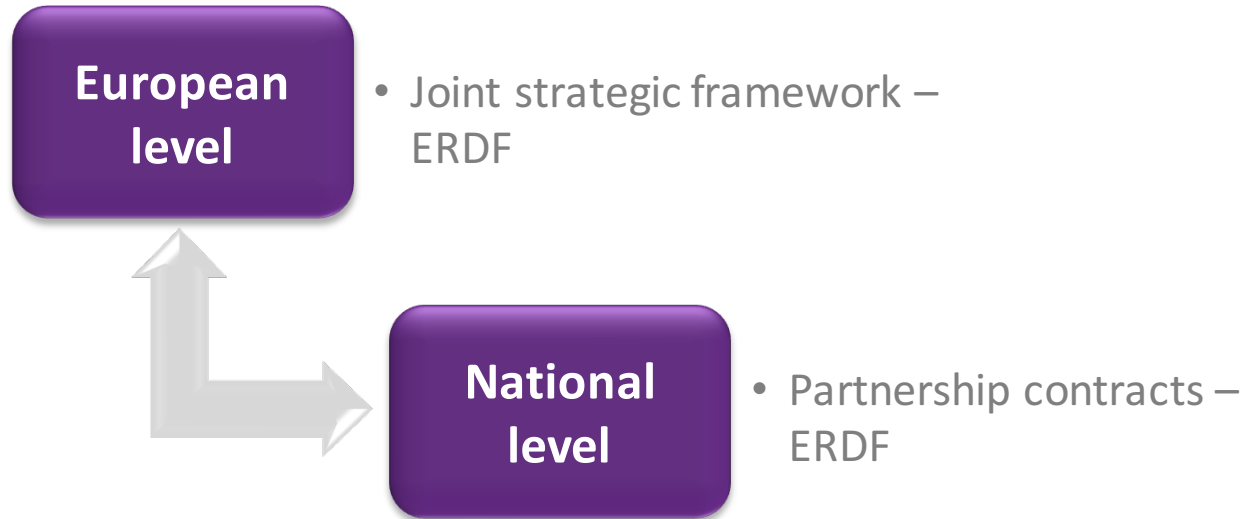 European
level
• Joint strategic framework –
ERDF
National
level
• Partnership contracts –
ERDF